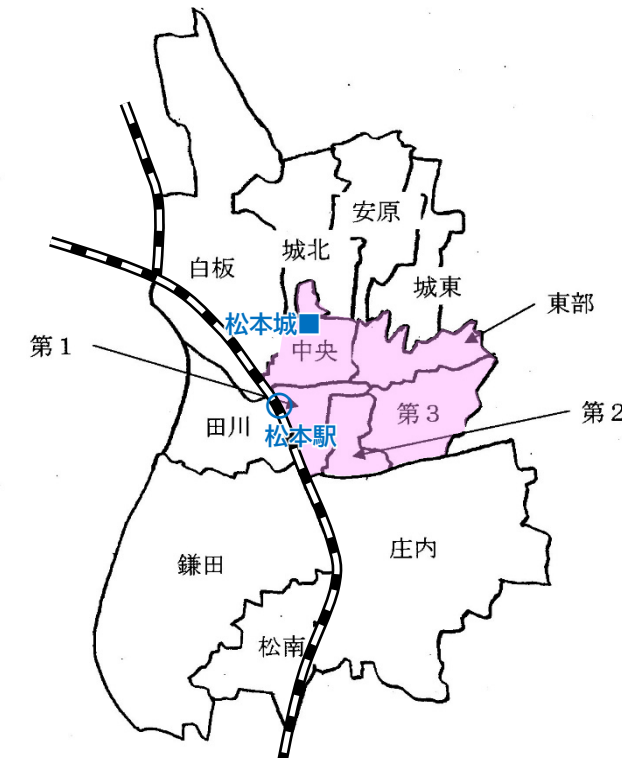 安原
城北
白板
城東
東部
松本城
中央
第１
第３
第２
田川
松本駅
庄内
鎌田
松南